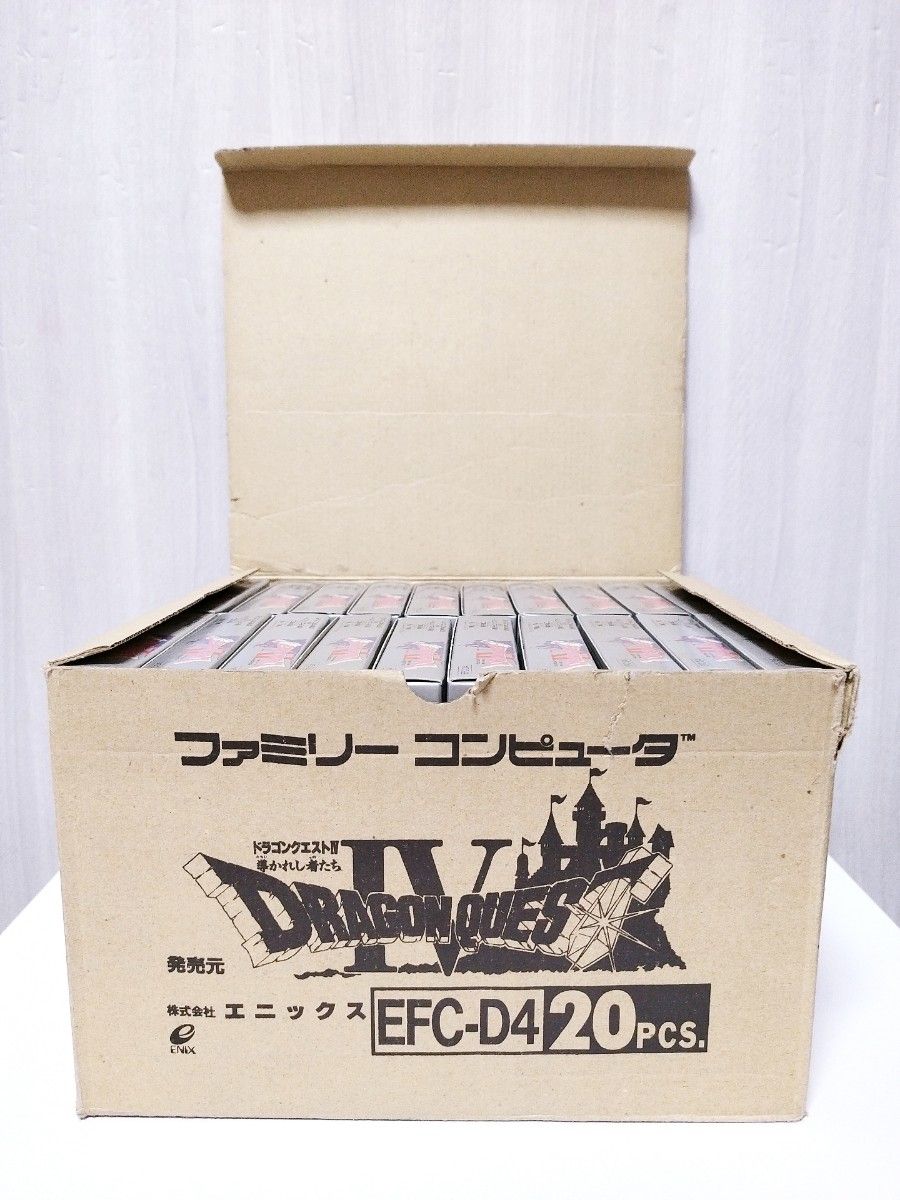 ファミリー コンピュータ™
ドラゴンクエストIV
導かれし者たち
IV
DRAGON QUEST
発売元
株式会社 エニックス
EFC-D4 20PCS.
e
ENIX